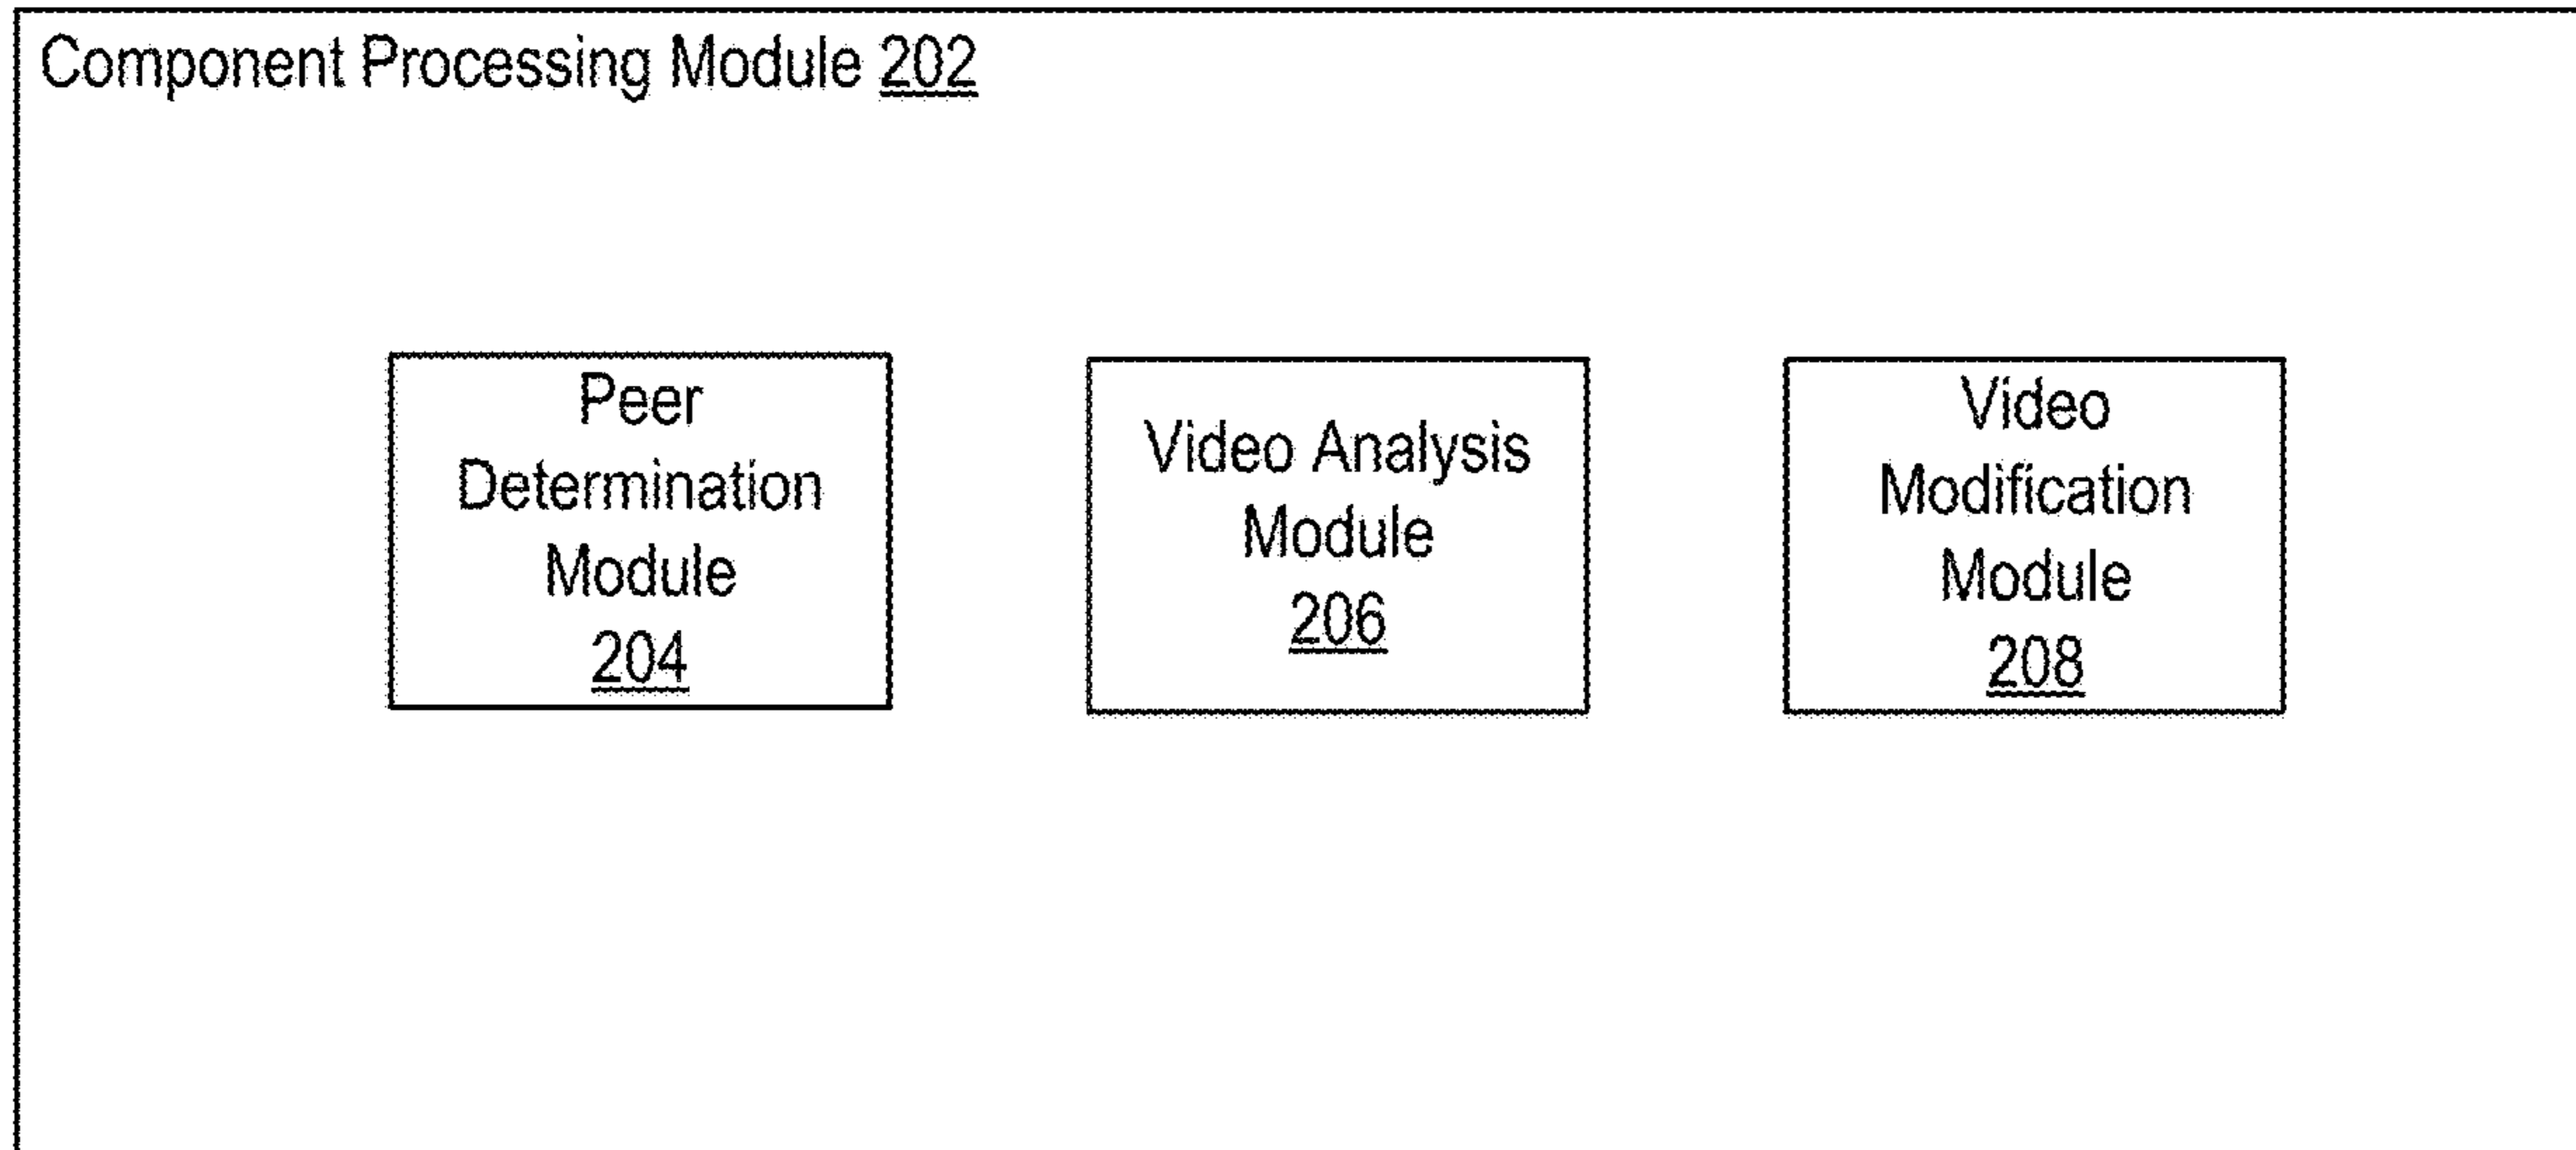 Component Processing Module 202
Peer
Determination
Module
204
Video Analysis
Module
206
Video
Modification
Module
208